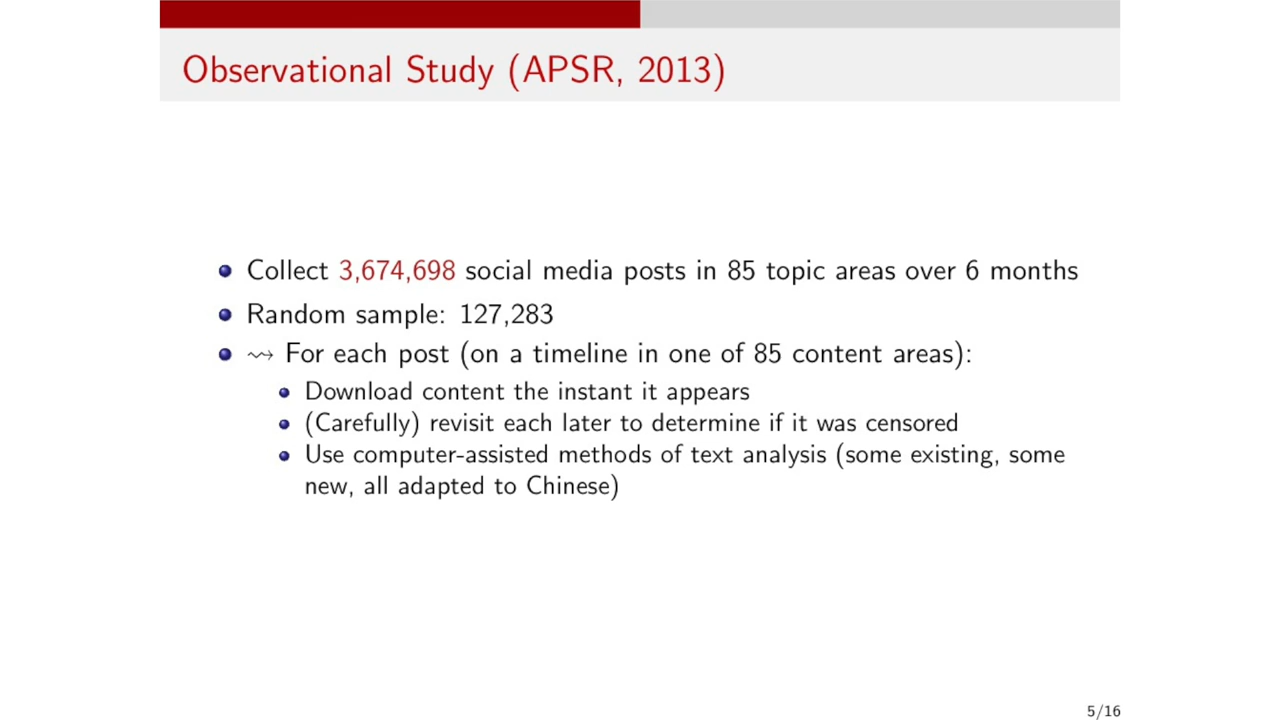 Observational Study (APSR, 2013)
Collect 3,674,698 social media posts in 85 topic areas over 6 months
Random sample: 127,283
⇝ For each post (on a timeline in one of 85 content areas):
Download content the instant it appears
(Carefully) revisit each later to determine if it was censored
Use computer-assisted methods of text analysis (some existing, some
new, all adapted to Chinese)
5/16